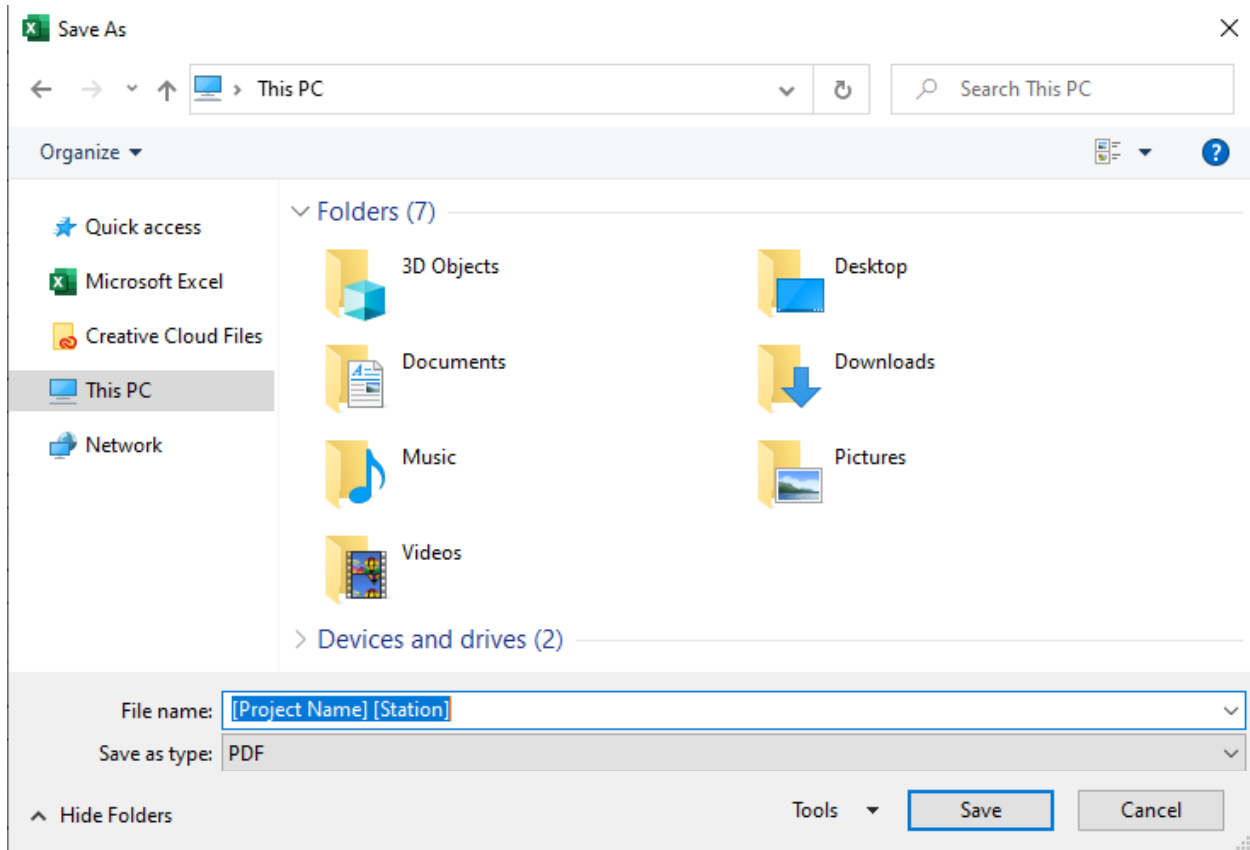 Save As
This PC
Search This PC
Organize
Quick access
Microsoft Excel
Creative Cloud Files
This PC
Network
Folders (7)
3D Objects
Desktop
Documents
Downloads
Music
Pictures
Videos
Devices and drives (2)
File name: [Project Name] [Station]
Save as type: PDF
Hide Folders
Tools
Save
Cancel